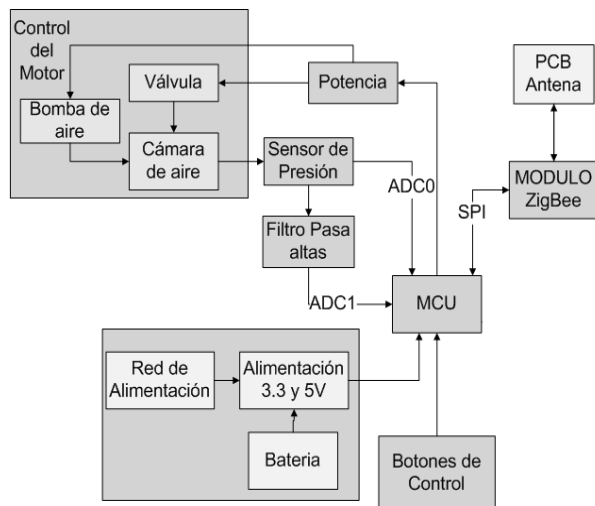 Control
del
Motor
Válvula
Potencia
PCB
Antena
Bomba de
aire
Cámara
de aire
Sensor de
Presión
ADC0
MODULO
ZigBee
SPI
Filtro Pasa
altas
ADC1
MCU
Red de
Alimentación
Alimentación
3.3 y 5V
Bateria
Botones de
Control